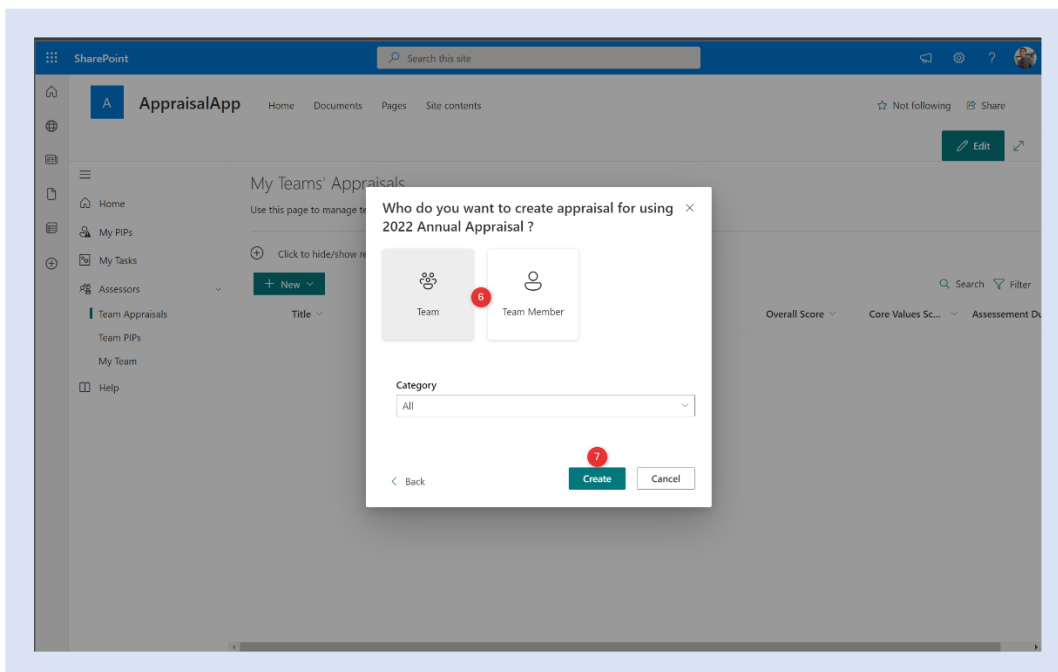 SharePoint
Search this site
?
A
AppraisalApp
Home Documents Pages Site contents
Not following Share
Edit
Home
My PIPs
My Tasks
Assessors
Team Appraisals
Team PIPs
My Team
Help
My Teams' Appraisals
Use this page to manage te
Click to hide/show re
New
Search Filter
Title
Overall Score
Core Values Sc...
Assessement Du
Who do you want to create appraisal for using
2022 Annual Appraisal ?
Team
6
Team Member
Category
All
7
Back
Create
Cancel